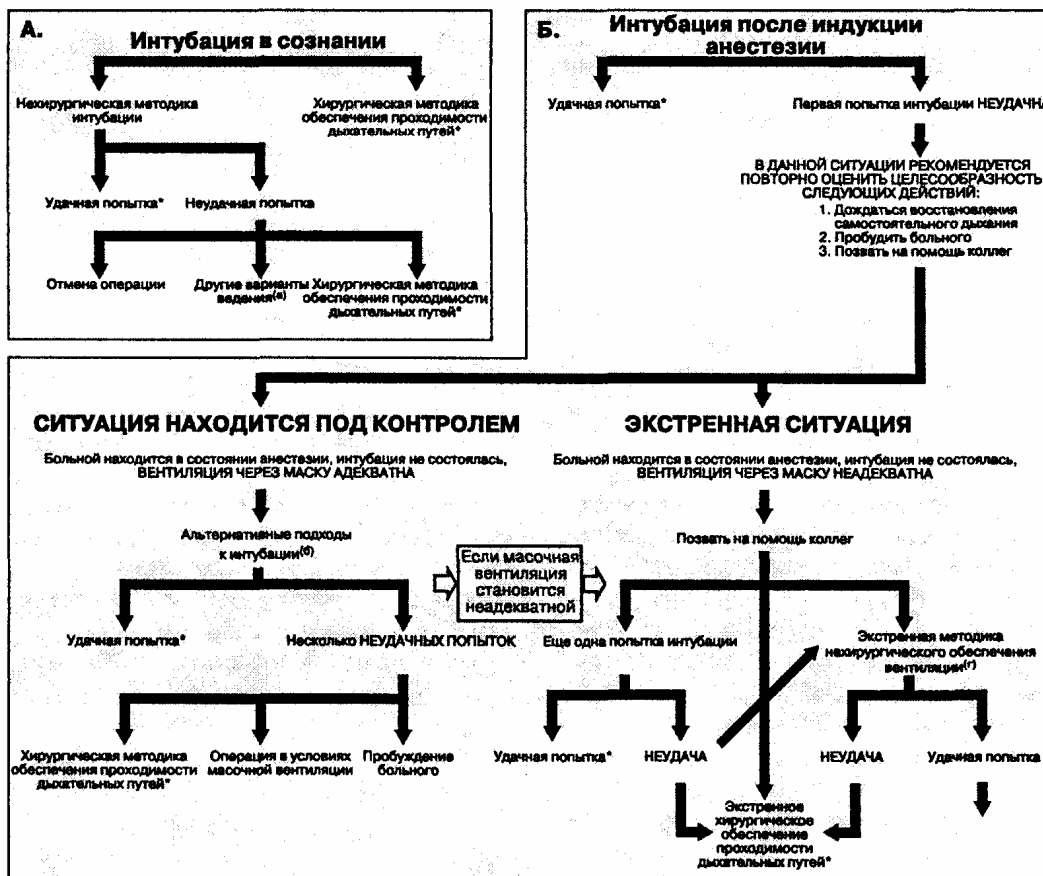 А.
Интубация в сознании
Нехирургическая методика
интубации
Хирургическая методика
обеспечения проходимости
дыхательных путей*
Удачная попытка*
Неудачная попытка
Отмена операции
Другие варианты
ведения(а)
Хирургическая методика
обеспечения проходимости
дыхательных путей*
Б.
Интубация после индукции
анестезии
Удачная попытка*
Первая попытка интубации НЕУДАЧНА
В ДАННОЙ СИТУАЦИИ РЕКОМЕНДУЕТСЯ
ПОВТОРНО ОЦЕНИТЬ ЦЕЛЕСООБРАЗНОСТЬ
СЛЕДУЮЩИХ ДЕЙСТВИЙ:
1. Дождаться восстановления
самостоятельного дыхания
2. Пробудить больного
3. Позвать на помощь коллег
СИТУАЦИЯ НАХОДИТСЯ ПОД КОНТРОЛЕМ
Больной находится в состоянии анестезии, интубация не состоялась,
ВЕНТИЛЯЦИЯ ЧЕРЕЗ МАСКУ АДЕКВАТНА
Альтернативные подходы
к интубации(б)
Удачная попытка*
Несколько НЕУДАЧНЫХ ПОПЫТОК
Хирургическая методика
обеспечения проходимости
дыхательных путей*
Операция в условиях
масочной вентиляции
Пробуждение
больного
Если масочная
вентиляция
становится
неадекватной
ЭКСТРЕННАЯ СИТУАЦИЯ
Больной находится в состоянии анестезии, интубация не состоялась,
ВЕНТИЛЯЦИЯ ЧЕРЕЗ МАСКУ НЕАДЕКВАТНА
Позвать на помощь коллег
Еще одна попытка интубации
Экстренная методика
нехирургического обеспечения
вентиляции(г)
Удачная попытка*
НЕУДАЧА
НЕУДАЧА
Удачная попытка
Экстренное
хирургическое
обеспечение
проходимости
дыхательных путей*